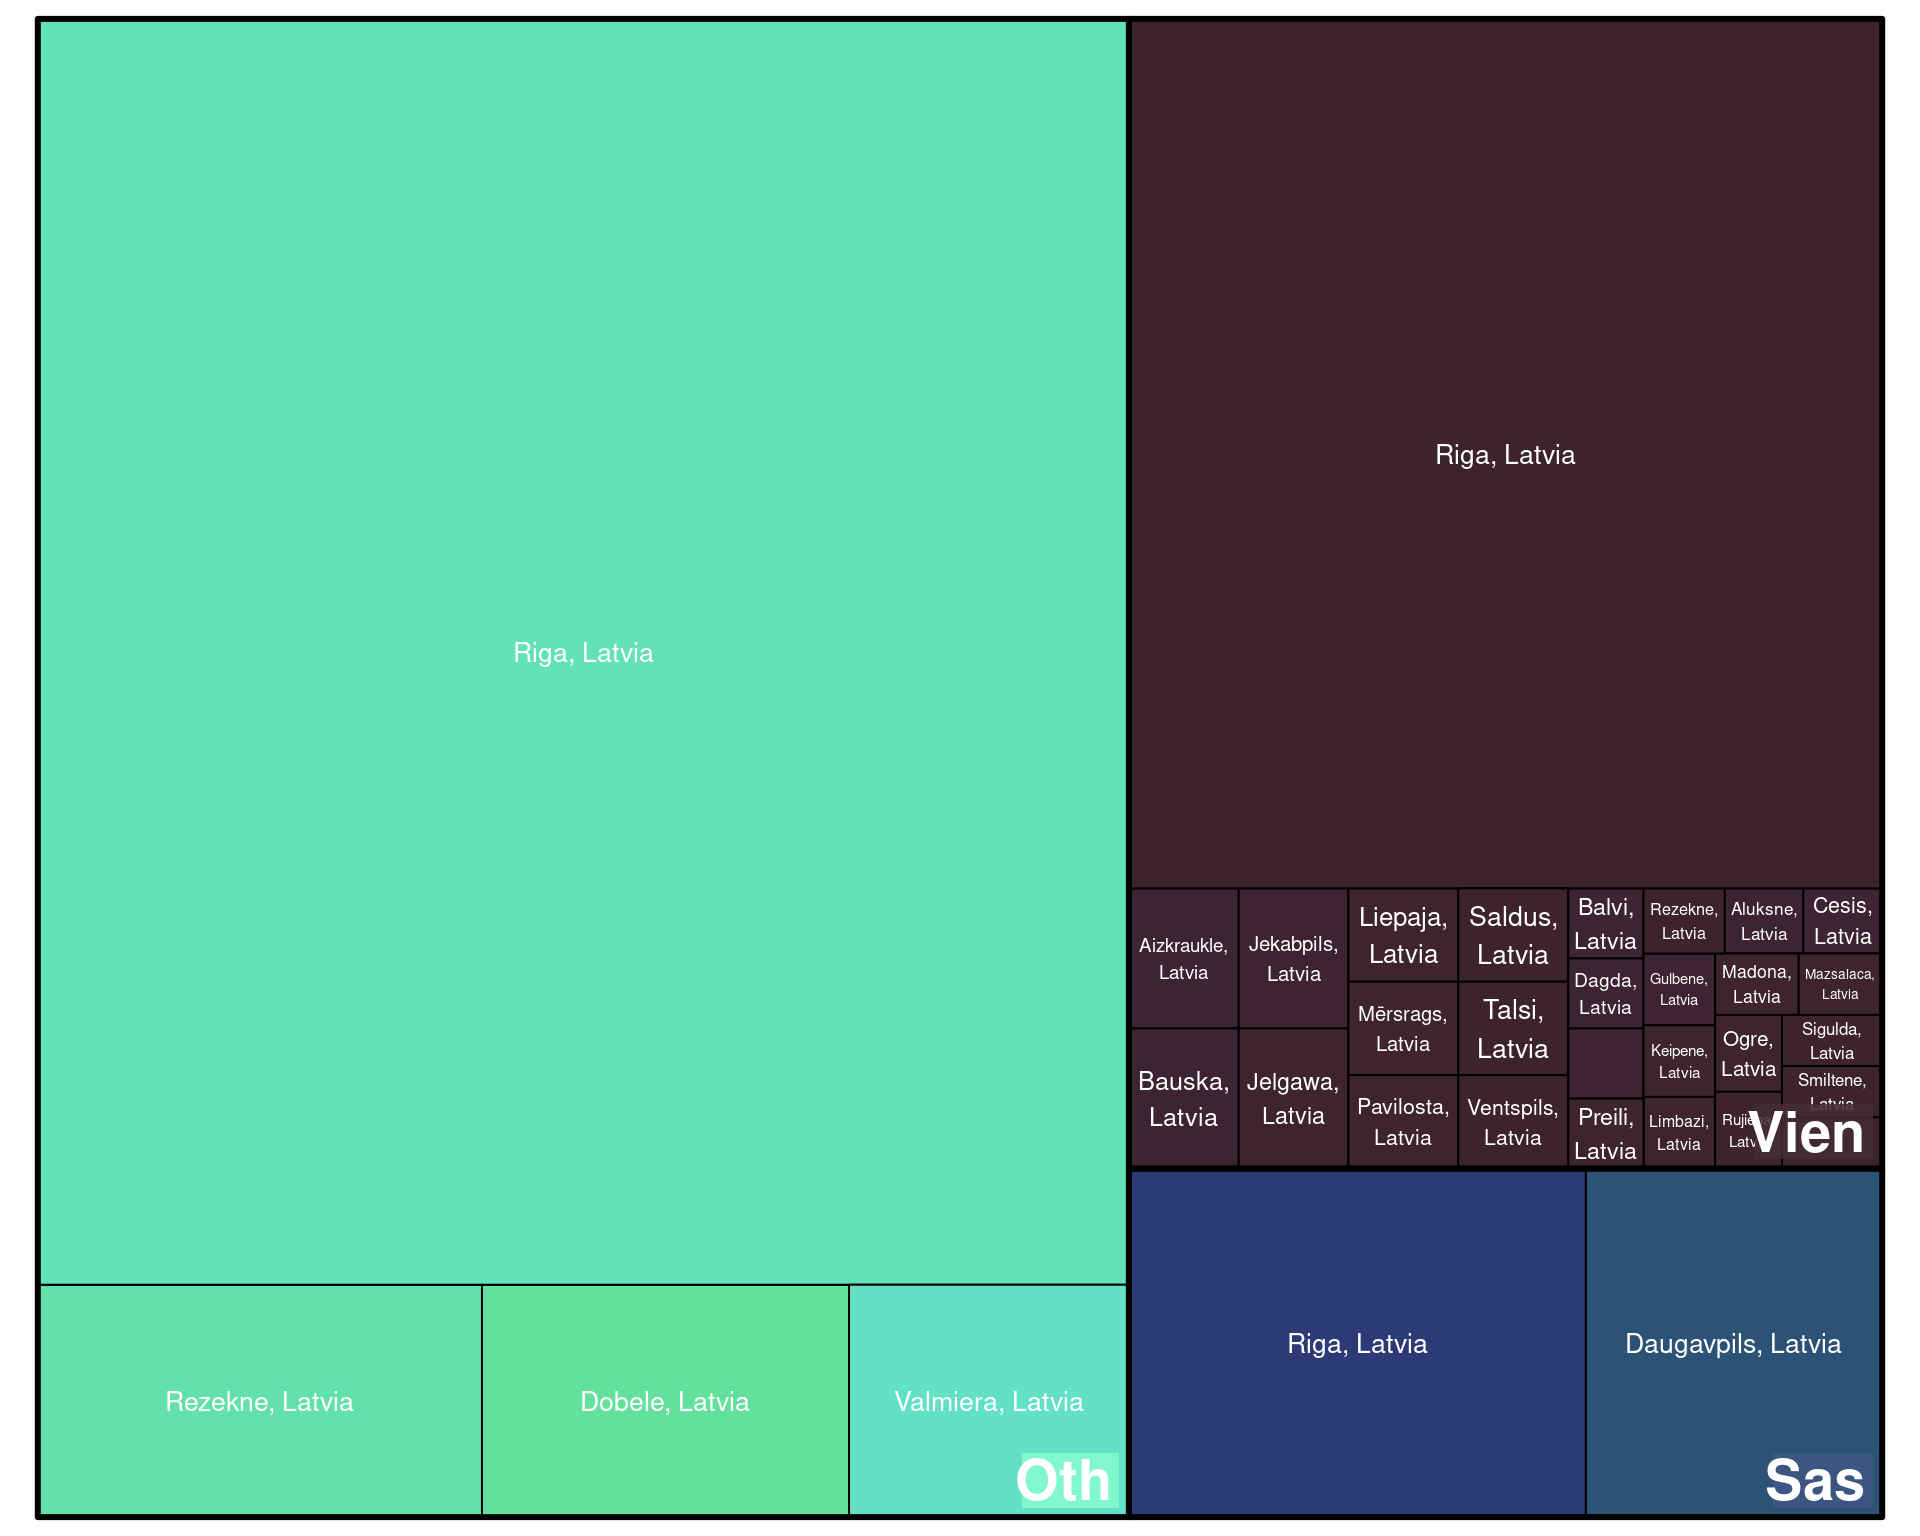 Riga, Latvia
Rezekne, Latvia
Dobele, Latvia
Valmiera, Latvia
Oth
Riga, Latvia
Aizkraukle,
Latvia
Bauska,
Latvia
Jekabpils,
Latvia
Jelgawa,
Latvia
Liepaja,
Latvia
Mērsrags,
Latvia
Pavilosta,
Latvia
Saldus,
Latvia
Talsi,
Latvia
Ventspils,
Latvia
Balvi,
Latvia
Dagda,
Latvia
Preili,
Latvia
Rezekne,
Latvia
Aluksne,
Latvia
Cesis,
Latvia
Gulbene,
Latvia
Keipene,
Latvia
Limbazi,
Latvia
Madona,
Latvia
Mazsalaca,
Latvia
Ogre,
Latvia
Sigulda,
Latvia
Smiltene,
Latvia
Vien
Riga, Latvia
Daugavpils, Latvia
Sas